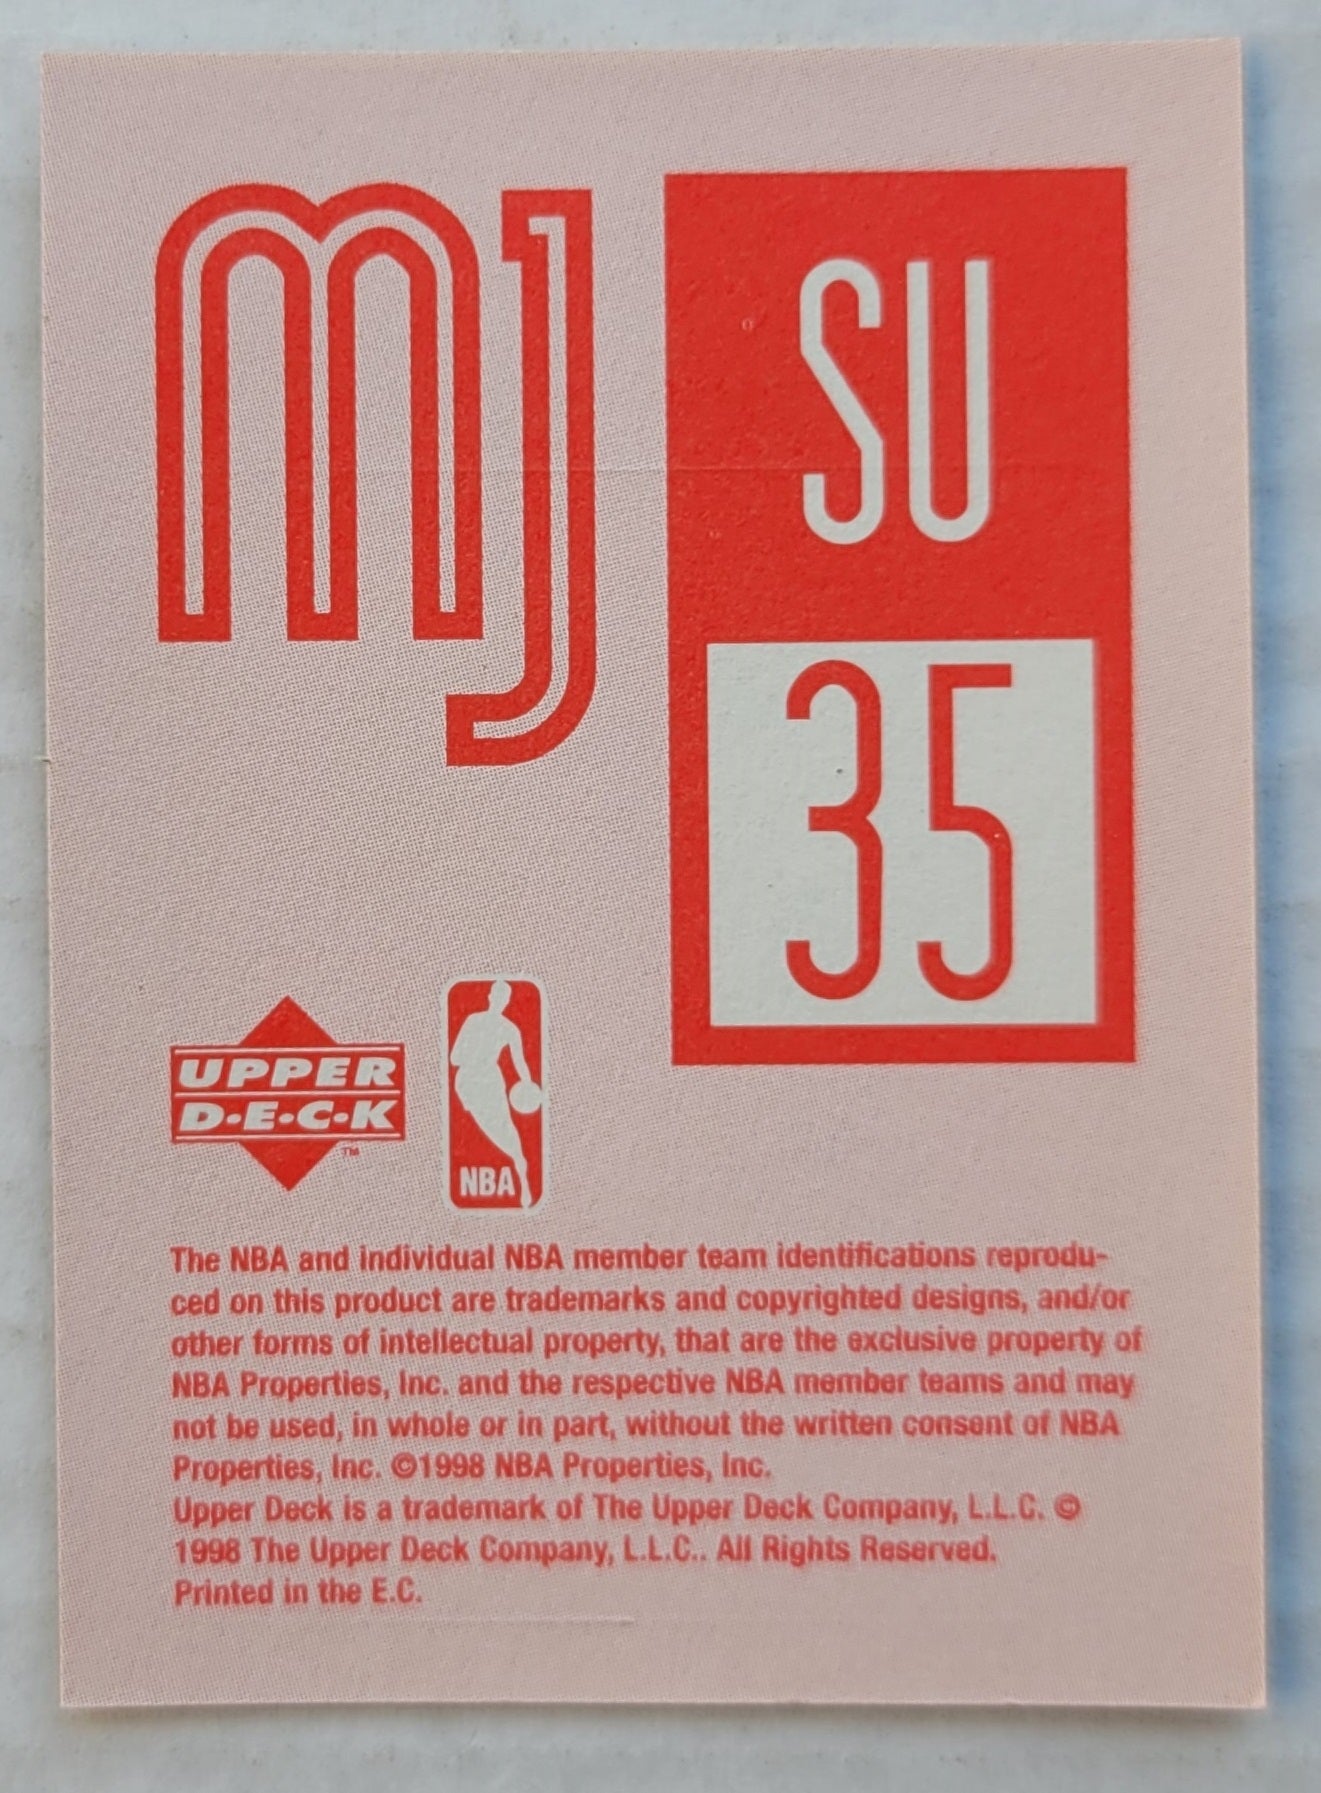 mJ
SU
35
UPPER
D•E•C•K
TM
NBA
The NBA and individual NBA member team identifications reprodu-
ced on this product are trademarks and copyrighted designs, and/or
other forms of intellectual property, that are the exclusive property of
NBA Properties, Inc. and the respective NBA member teams and may
not be used, in whole or in part, without the written consent of NBA
Properties, Inc. ©1998 NBA Properties, Inc.
Upper Deck is a trademark of The Upper Deck Company, L.L.C. ©
1998 The Upper Deck Company, L.L.C.. All Rights Reserved.
Printed in the E.C.